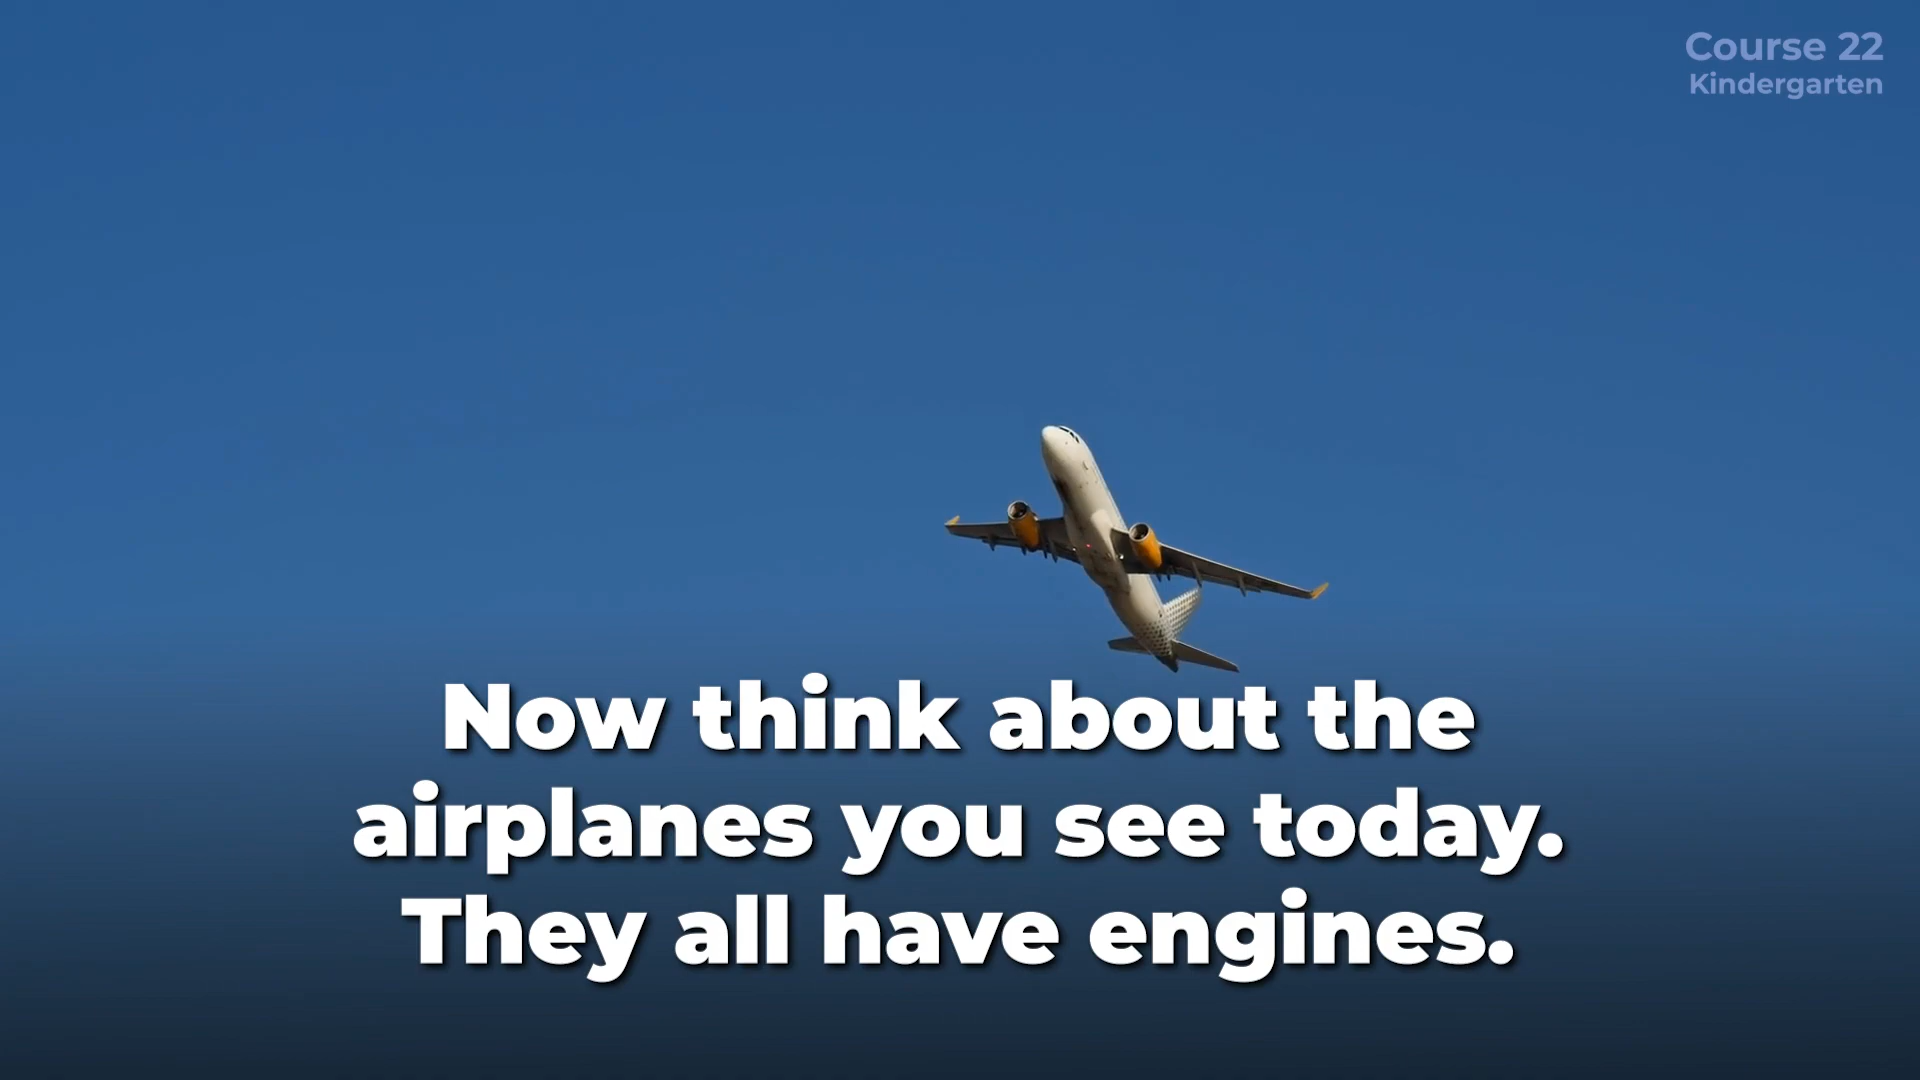 Course 22
Kindergarten
Now think about the
airplanes you see today.
They all have engines.